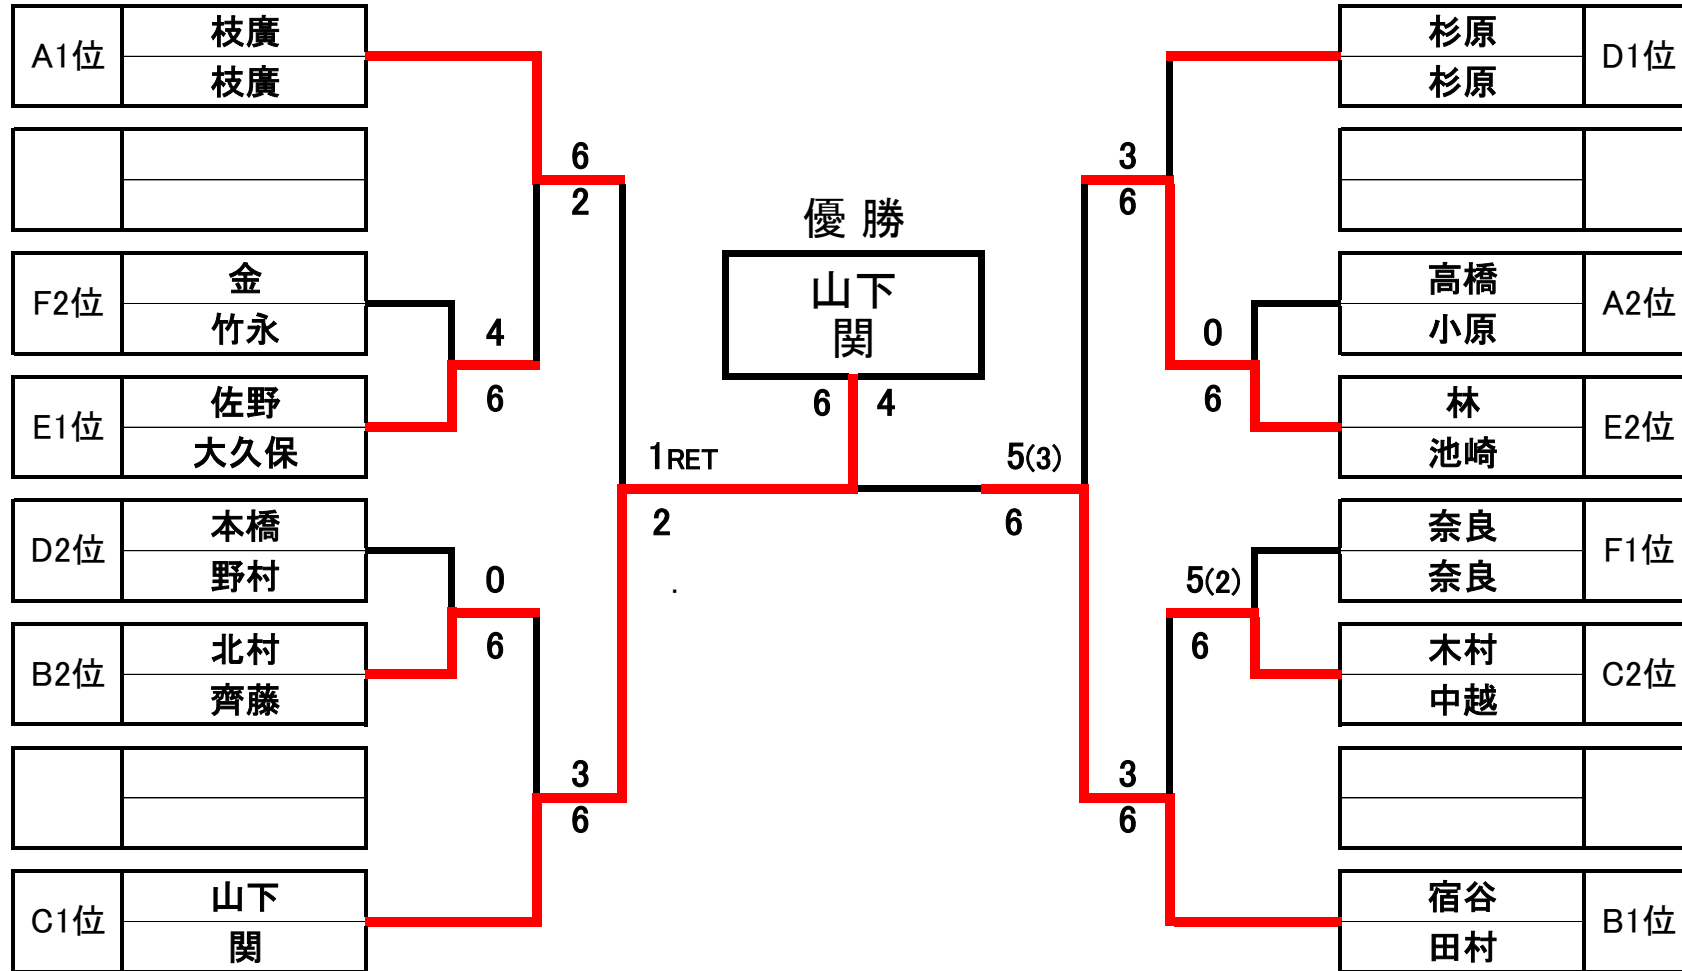 A1位
枝廣
枝廣
F2位
金
竹永
E1位
佐野
大久保
D2位
本橋
野村
B2位
北村
齊藤
C1位
山下
関
6
2
4
6
0
6
3
6
1RET
2
.
優 勝
山下
関
6 4
5(3)
6
3
6
0
6
5(2)
6
3
6
杉原
杉原
D1位
高橋
小原
A2位
林
池崎
E2位
奈良
奈良
F1位
木村
中越
C2位
宿谷
田村
B1位